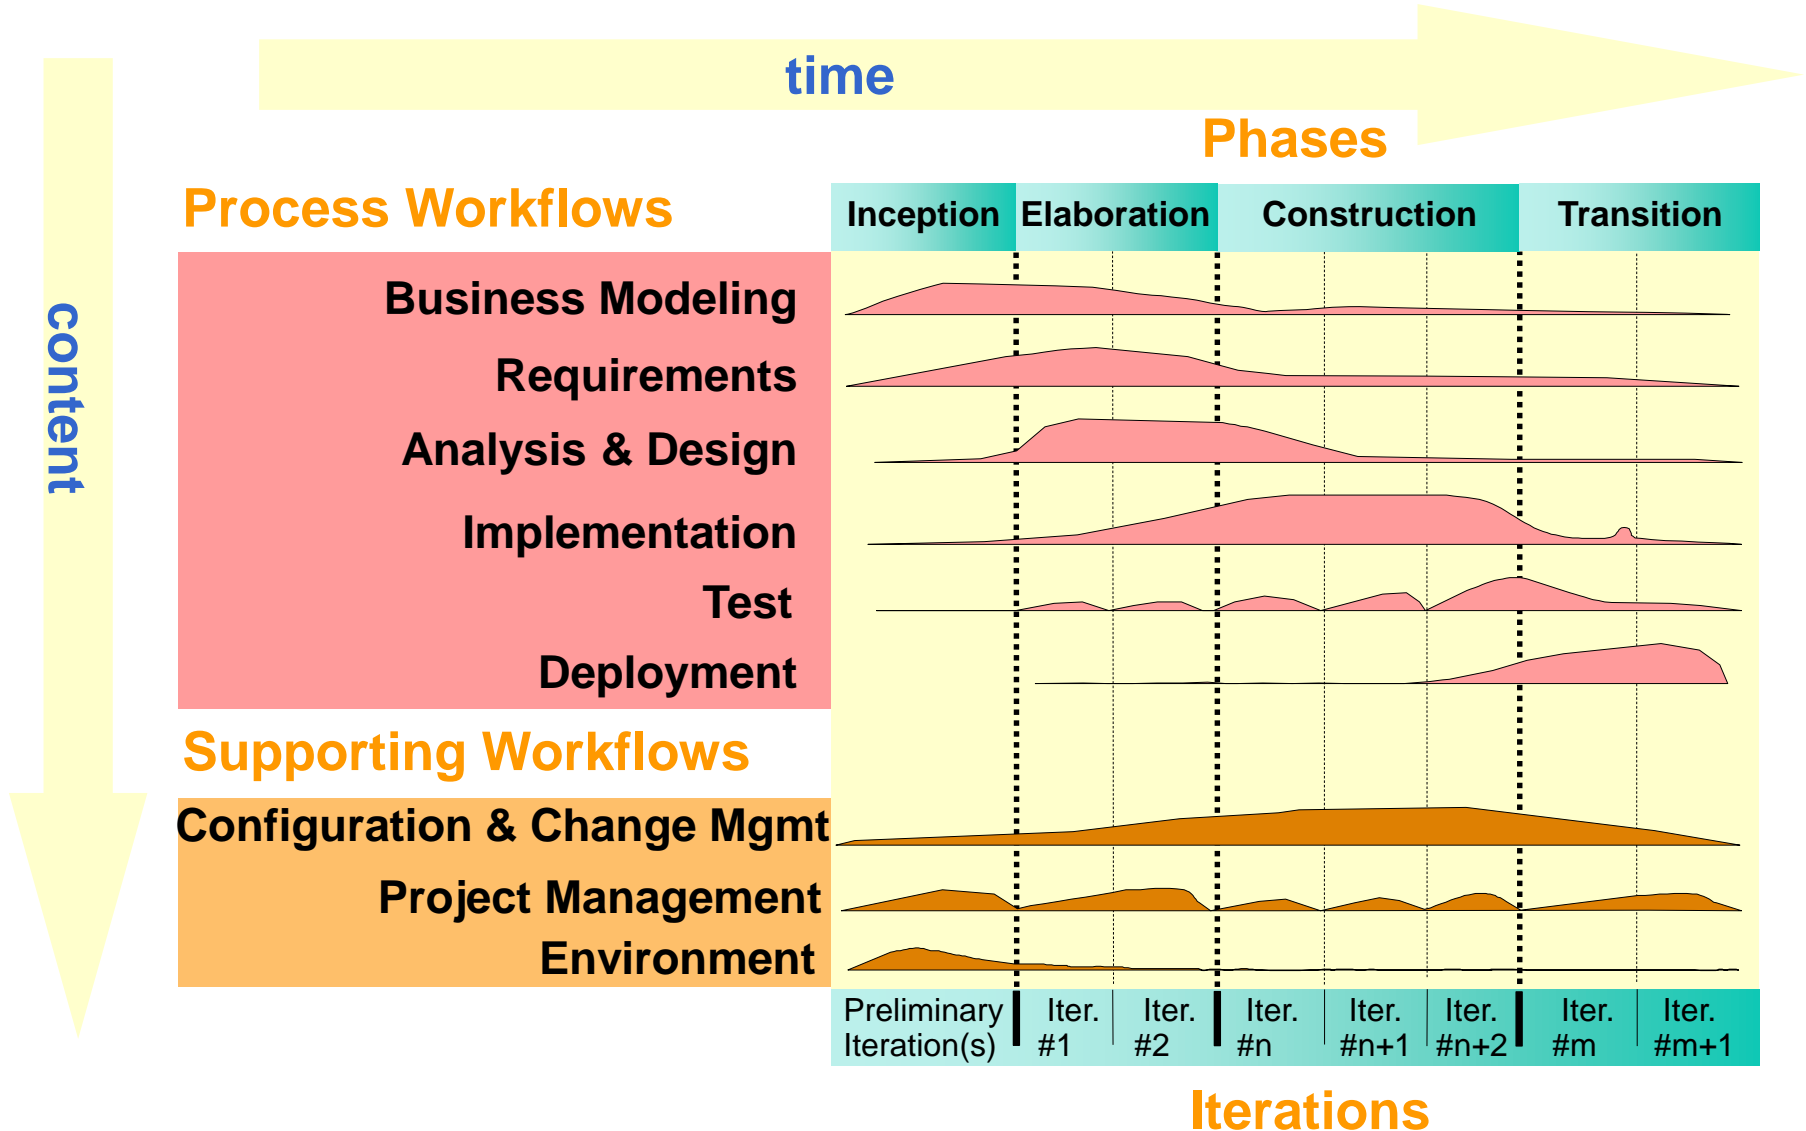 time
Phases
Process Workflows
Inception Elaboration Construction Transition
content
Business Modeling
Requirements
Analysis & Design
Implementation
Test
Deployment
Supporting Workflows
Configuration & Change Mgmt
Project Management
Environment
Preliminary Iteration(s)
Iter. #1
Iter. #2
Iter. #n
Iter. #n+1
Iter. #n+2
Iter. #m
Iter. #m+1
Iterations